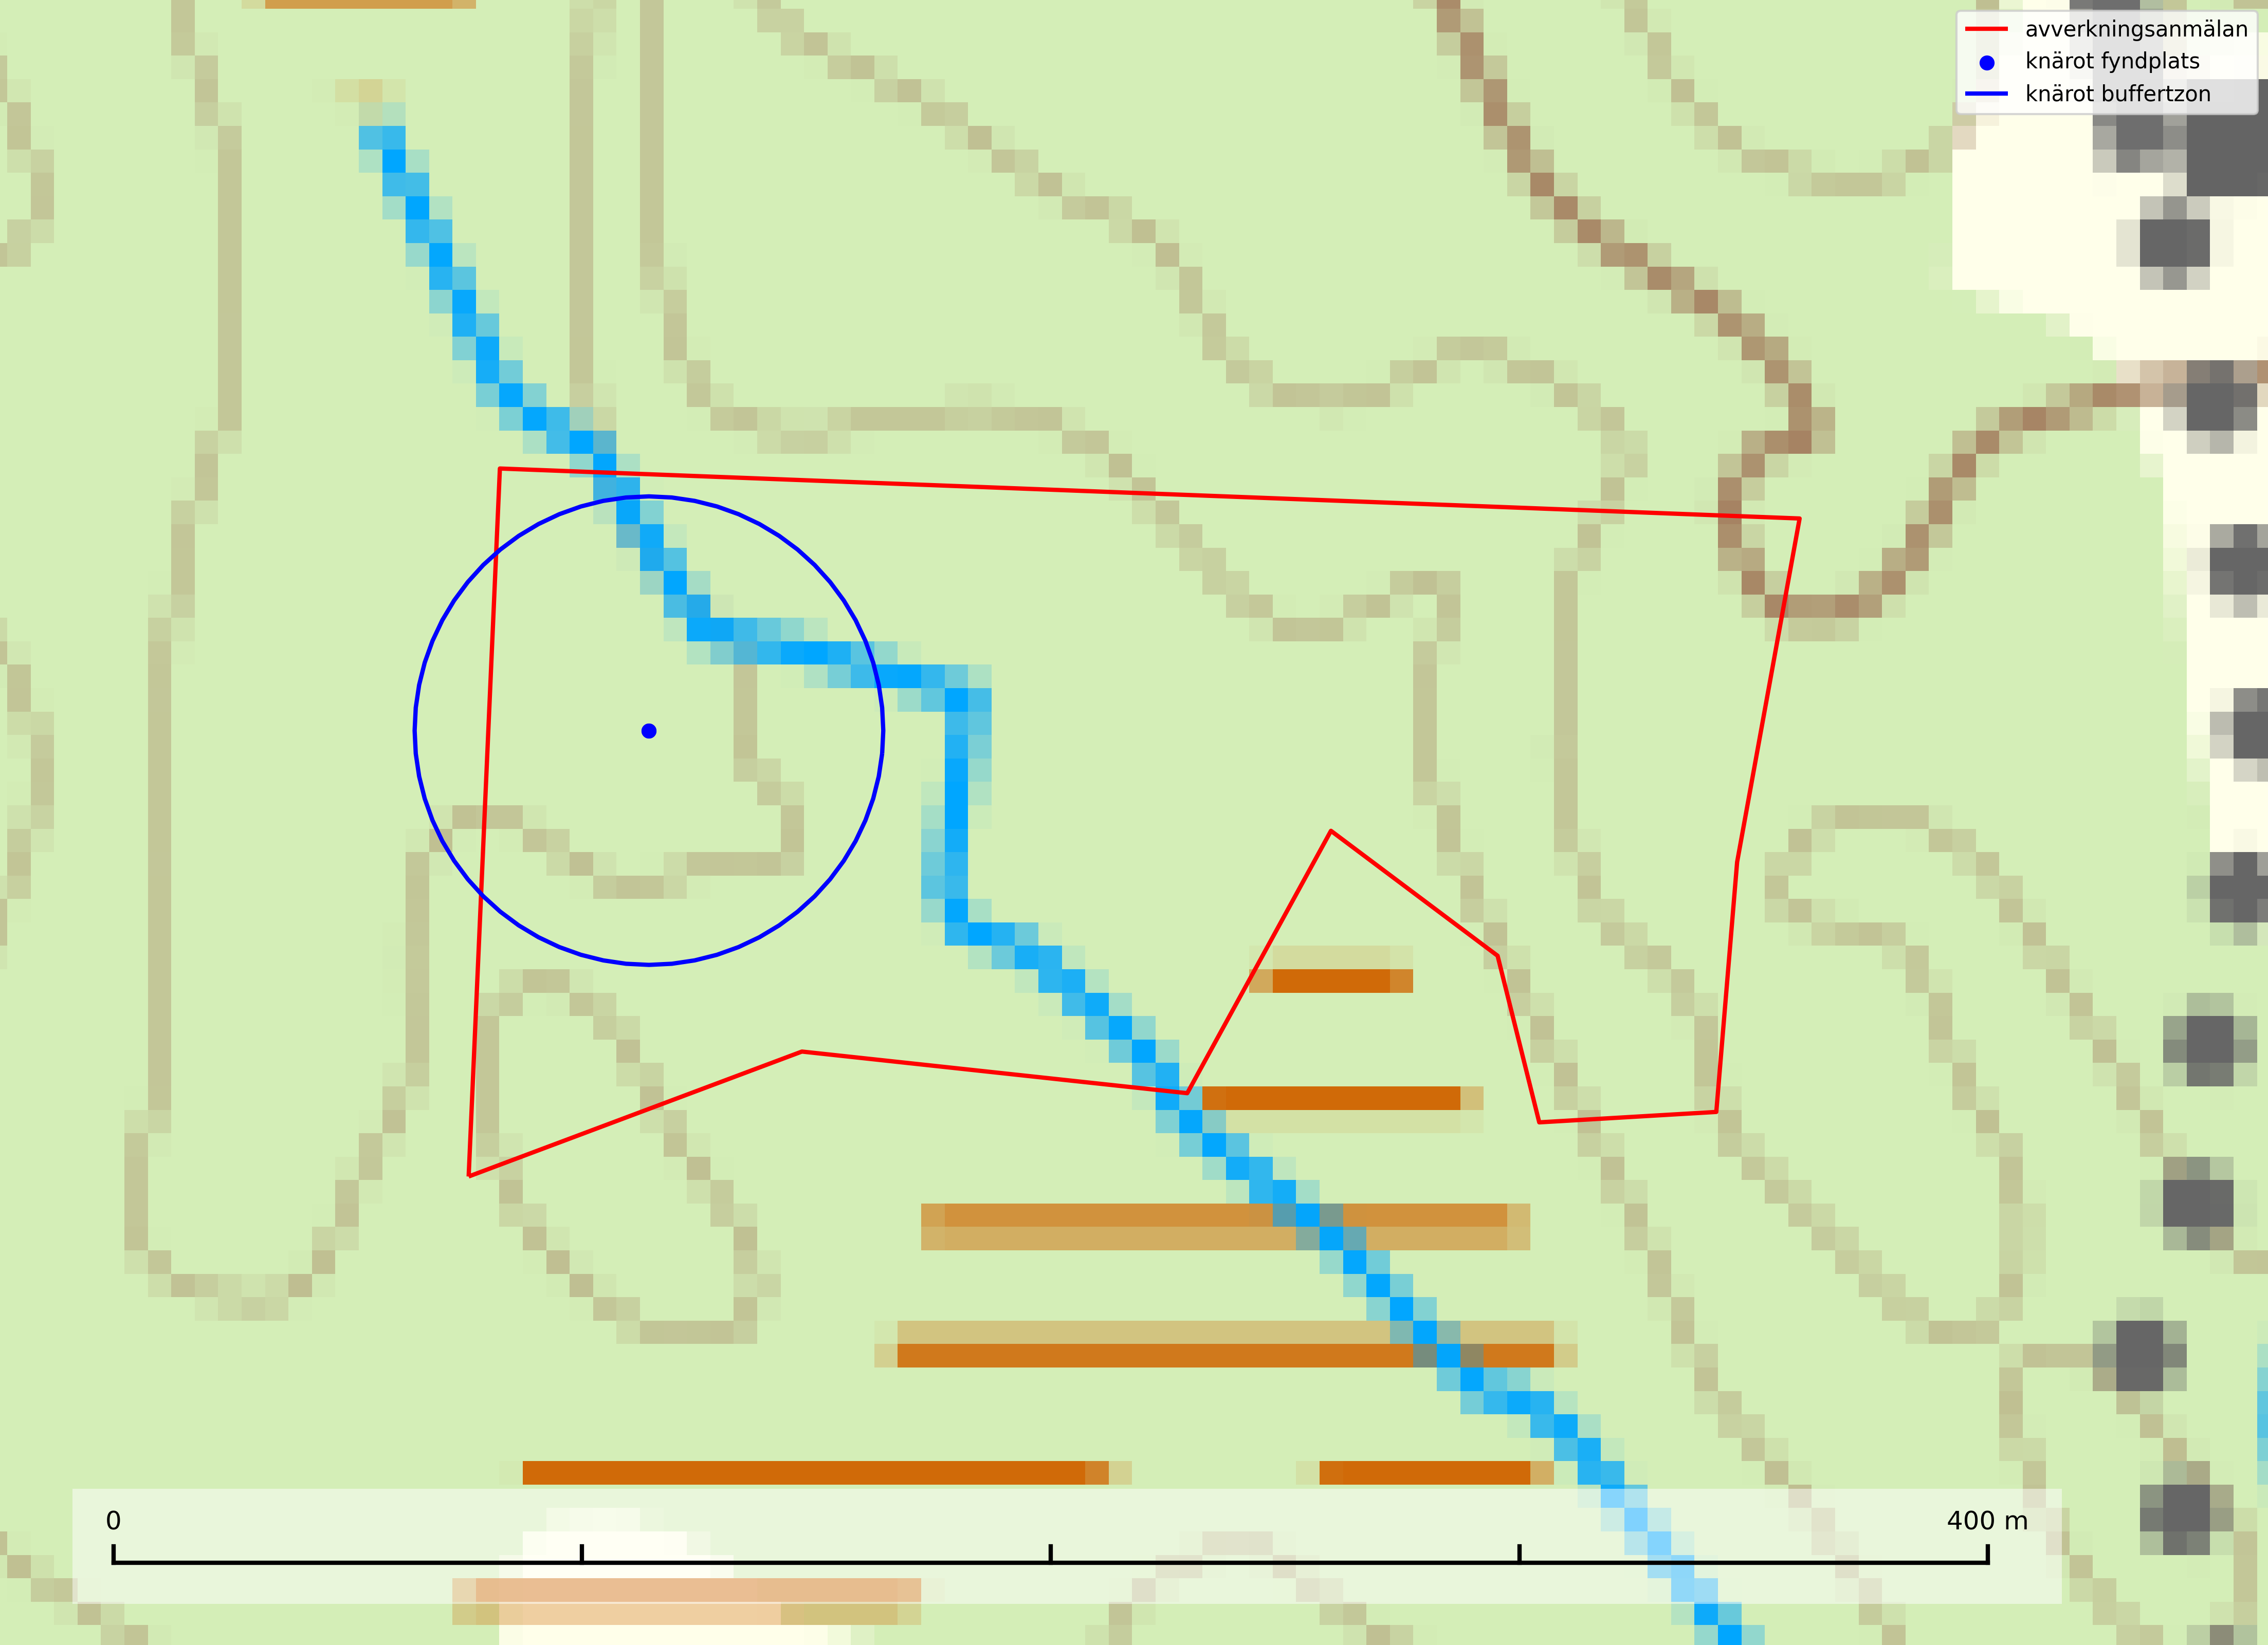 avverkningsanmälan
knärot fyndplats
knärot buffertzon
0
400 m